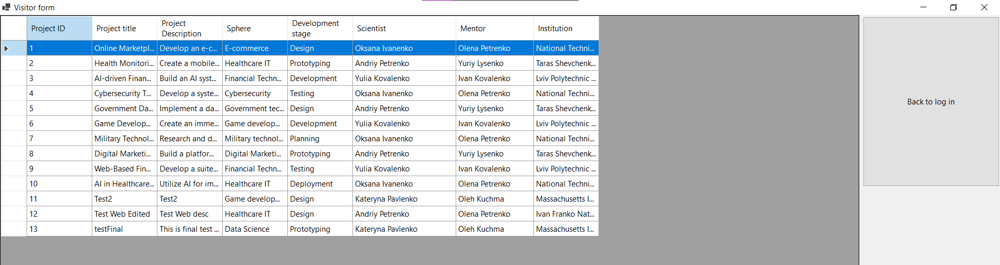 Visitor form
Project ID Project title Project Description Sphere Development stage Scientist Mentor Institution
1 Online Marketpl... Develop an e-c... E-commerce Design Oksana Ivanenko Olena Petrenko National Techni...
2 Health Monitori... Create a mobile... Healthcare IT Prototyping Andriy Petrenko Yuriy Lysenko Taras Shevchenk...
3 AI-driven Finan... Build an AI syst... Financial Techn... Development Yulia Kovalenko Ivan Kovalenko Lviv Polytechnic ...
4 Cybersecurity T... Develop a syste... Cybersecurity Testing Oksana Ivanenko Olena Petrenko National Techni...
5 Government Da... Implement a da... Government tec... Design Andriy Petrenko Yuriy Lysenko Taras Shevchenk...
6 Game Develop... Create an imme... Game develop... Development Yulia Kovalenko Ivan Kovalenko Lviv Polytechnic ...
7 Military Technol... Research and d... Military technol... Planning Oksana Ivanenko Olena Petrenko National Techni...
8 Digital Marketi... Build a platfor... Digital Marketi... Prototyping Andriy Petrenko Yuriy Lysenko Taras Shevchenk...
9 Web-Based Fin... Develop a suite... Financial Techn... Testing Yulia Kovalenko Ivan Kovalenko Lviv Polytechnic ...
10 AI in Healthcare... Utilize AI for im... Healthcare IT Deployment Oksana Ivanenko Olena Petrenko National Techni...
11 Test2 Test2 Game develop... Design Kateryna Pavlenko Oleh Kuchma Massachusetts I...
12 Test Web Edited Test Web desc Healthcare IT Design Andriy Petrenko Olena Petrenko Ivan Franko Nat...
13 testFinal This is final test ... Data Science Prototyping Kateryna Pavlenko Oleh Kuchma Massachusetts I...
Back to log in